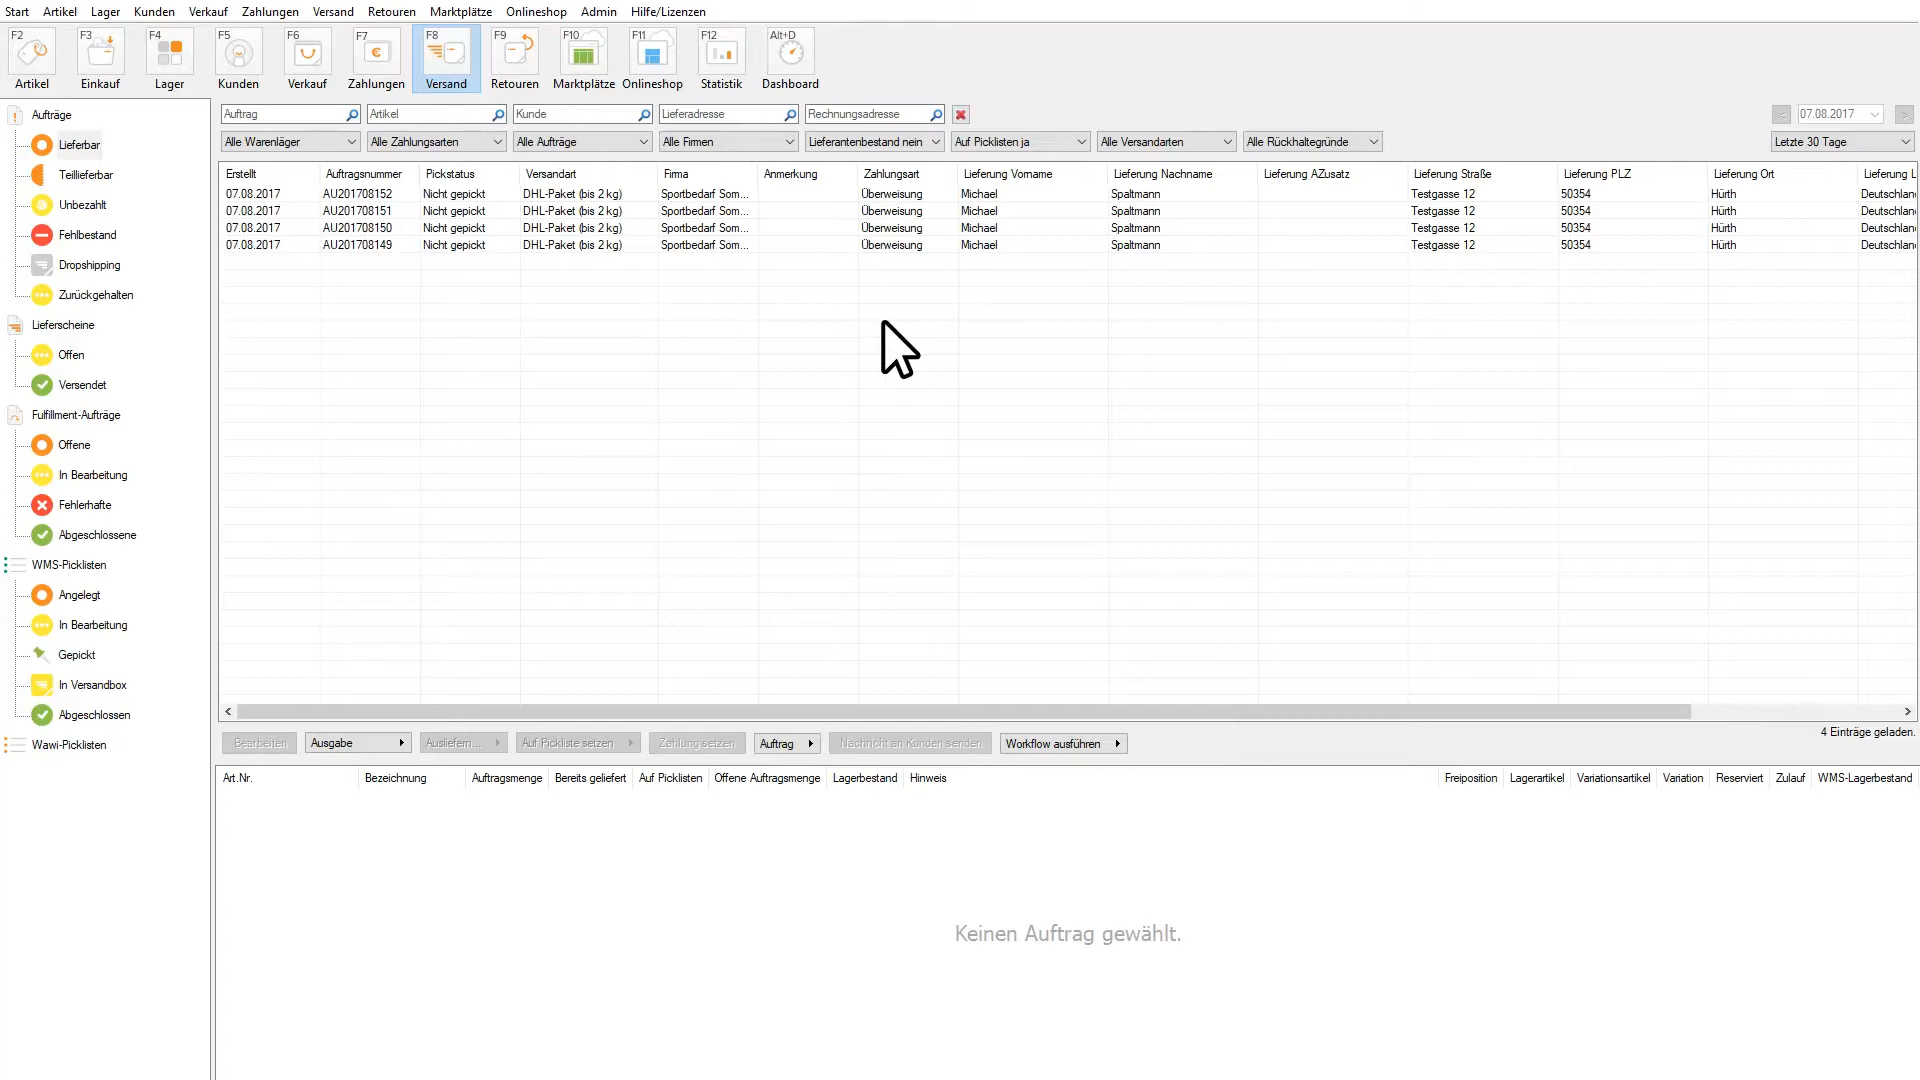 Start Artikel Lager Kunden Verkauf Zahlungen Versand Retouren Marktplätze Onlineshop Admin Hilfe/Lizenzen
F2 F3 F4 F5 F6 F7 F8 F9 F10 F11 F12 Alt+D
Artikel Einkauf Lager Kunden Verkauf Zahlungen Versand Retouren Marktplätze Onlineshop Statistik Dashboard
Aufträge
Lieferbar
Teillieferbar
Unbezahlt
Fehlbestand
Dropshipping
Zurückgehalten
Lieferscheine
Offen
Versendet
Fulfillment-Aufträge
Offene
In Bearbeitung
Fehlerhafte
Abgeschlossene
WMS-Picklisten
Angelegt
In Bearbeitung
Gepickt
In Versandbox
Abgeschlossen
Wawi-Picklisten
Auftrag Artikel Kunde Lieferadresse Rechnungsadresse < 07.08.2017 >
Alle Warenläger Alle Zahlungsarten Alle Aufträge Alle Firmen Lieferantenbestand nein Auf Picklisten ja Alle Versandarten Alle Rückhaltegründe Letzte 30 Tage
Erstellt Auftragsnummer Pickstatus Versandart Firma Anmerkung Zahlungsart Lieferung Vorname Lieferung Nachname Lieferung AZusatz Lieferung Straße Lieferung PLZ Lieferung Ort Lieferung L
07.08.2017 AU201708152 Nicht gepickt DHL-Paket (bis 2 kg) Sportbedarf Som... Überweisung Michael Spaltmann Testgasse 12 50354 Hürth Deutschlan
07.08.2017 AU201708151 Nicht gepickt DHL-Paket (bis 2 kg) Sportbedarf Som... Überweisung Michael Spaltmann Testgasse 12 50354 Hürth Deutschlan
07.08.2017 AU201708150 Nicht gepickt DHL-Paket (bis 2 kg) Sportbedarf Som... Überweisung Michael Spaltmann Testgasse 12 50354 Hürth Deutschlan
07.08.2017 AU201708149 Nicht gepickt DHL-Paket (bis 2 kg) Sportbedarf Som... Überweisung Michael Spaltmann Testgasse 12 50354 Hürth Deutschlan
4 Einträge geladen.
Bearbeiten Ausgabe Ausliefern... Auf Pickliste setzen Zahlung setzen Auftrag Nachricht an Kunden senden Workflow ausführen
Art.Nr. Bezeichnung Auftragsmenge Bereits geliefert Auf Picklisten Offene Auftragsmenge Lagerbestand Hinweis Freiposition Lagerartikel Variationsartikel Variation Reserviert Zulauf WMS-Lagerbestand
Keinen Auftrag gewählt.